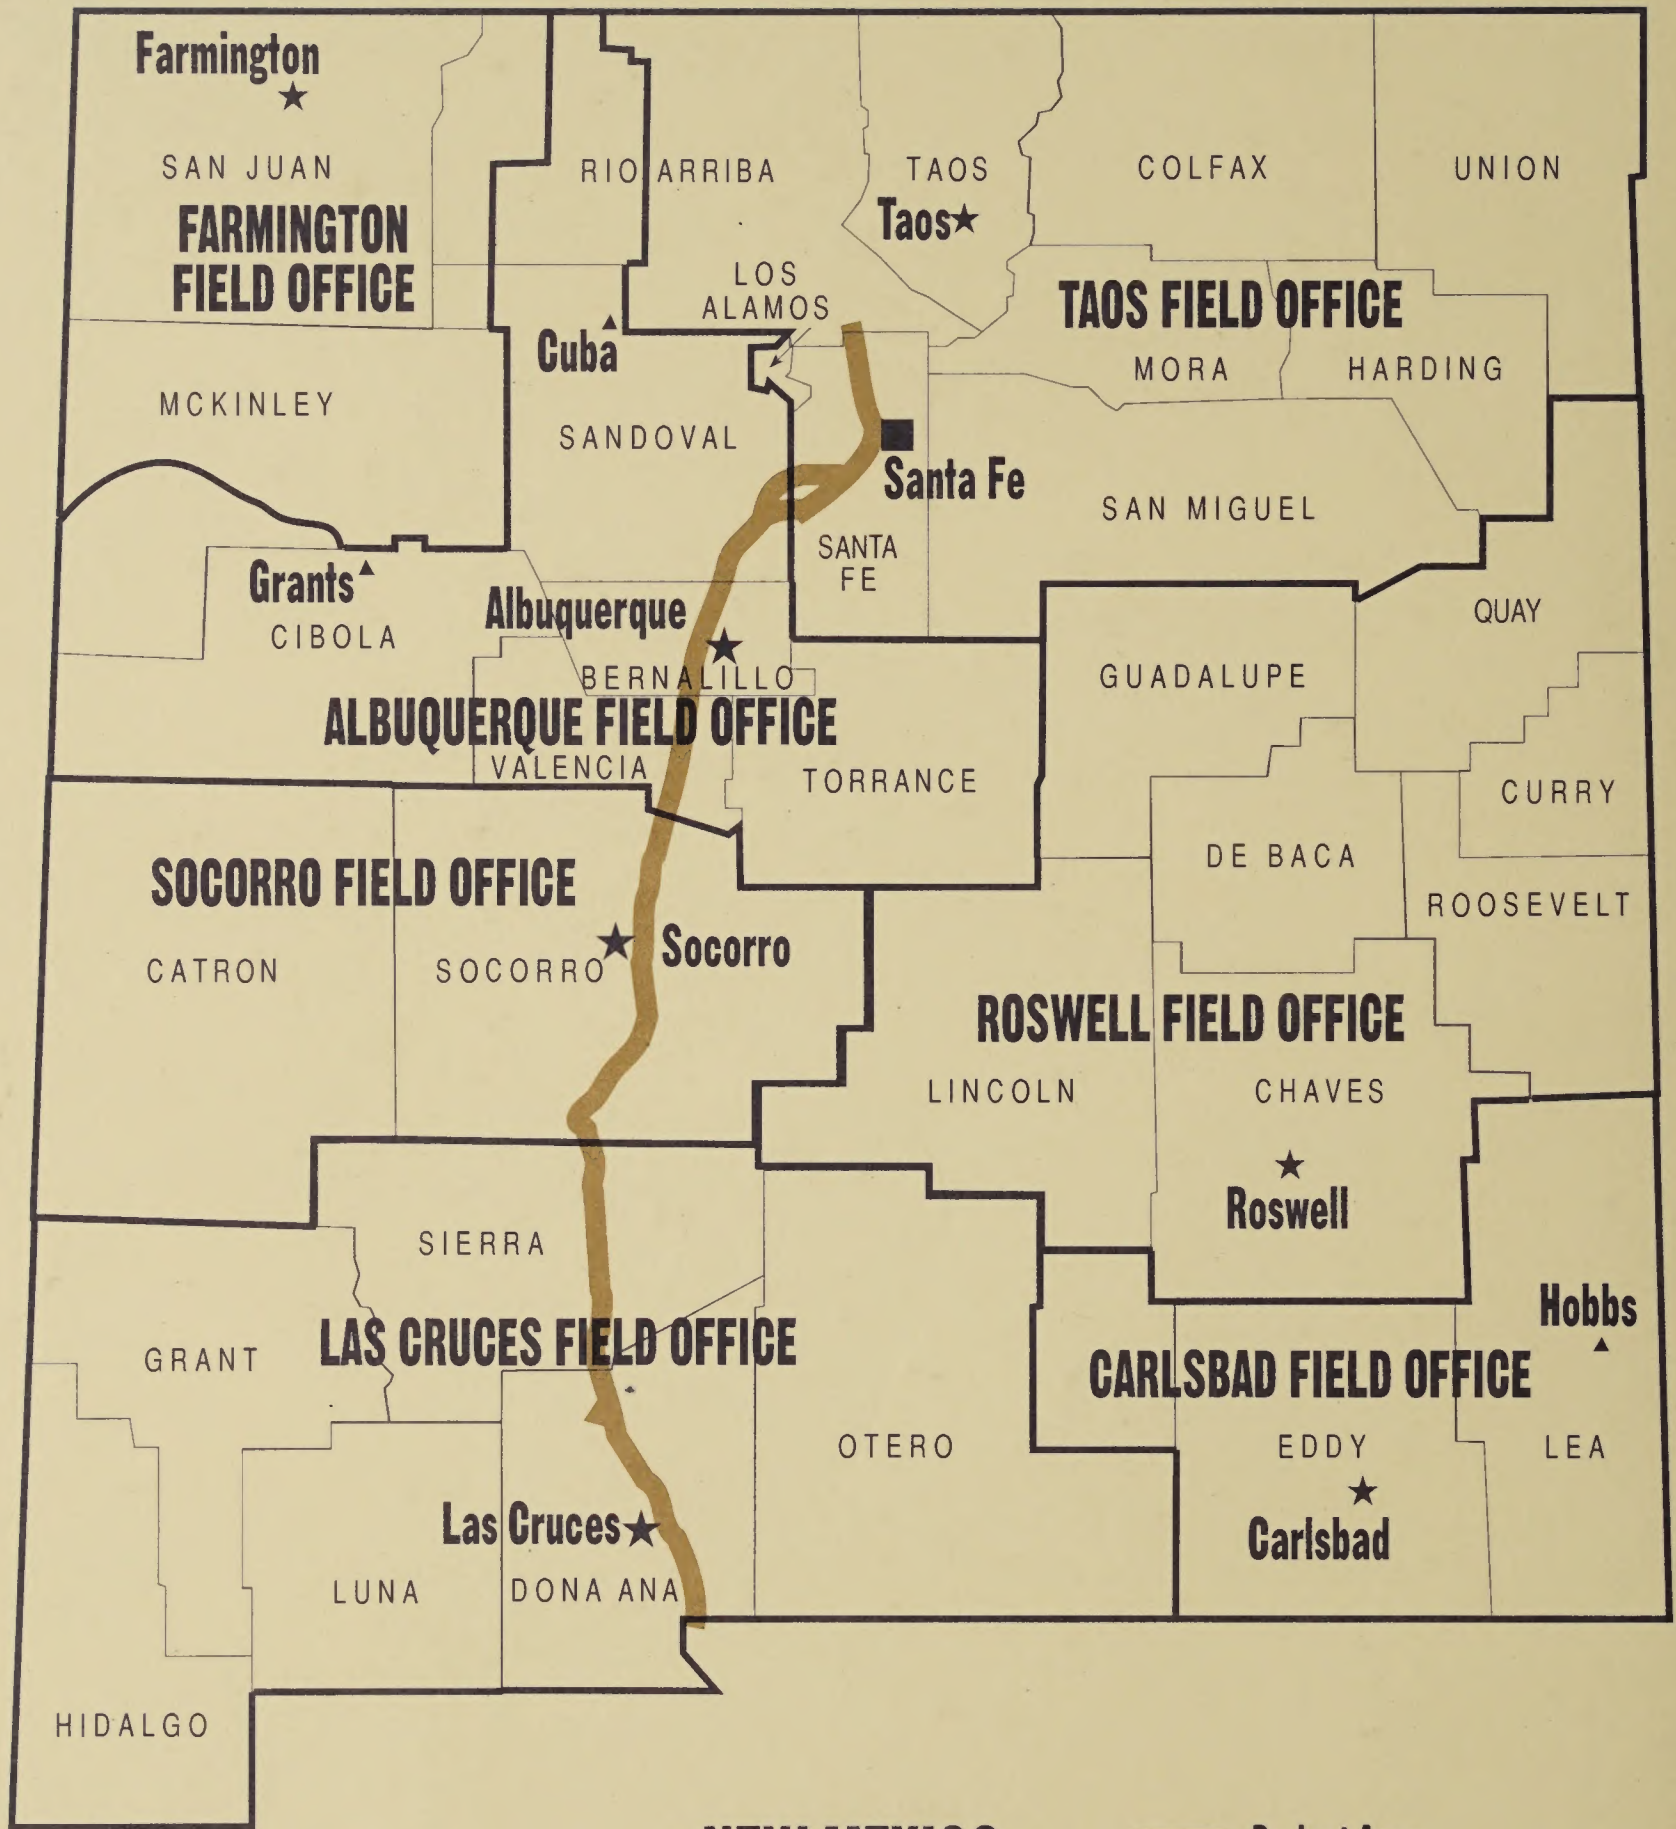 Farmington
SAN JUAN
RIO ARRIBA
TAOS
COLFAX
UNION
Taos
FARMINGTON
FIELD OFFICE
LOS
ALAMOS
TAOS FIELD OFFICE
Cuba
MORA
HARDING
MCKINLEY
SANDOVAL
Santa Fe
SAN MIGUEL
SANTA
FE
Grants
Albuquerque
QUAY
CIBOLA
BERNALILLO
GUADALUPE
ALBUQUERQUE FIELD OFFICE
VALENCIA
TORRANCE
CURRY
DE BACA
SOCORRO FIELD OFFICE
ROOSEVELT
Socorro
CATRON
SOCORRO
ROSWELL FIELD OFFICE
LINCOLN
CHAVES
Roswell
SIERRA
Hobbs
LAS CRUCES FIELD OFFICE
GRANT
CARLSBAD FIELD OFFICE
OTERO
EDDY
LEA
Las Cruces
Carlsbad
LUNA
DONA ANA
HIDALGO
NEW MEXICO